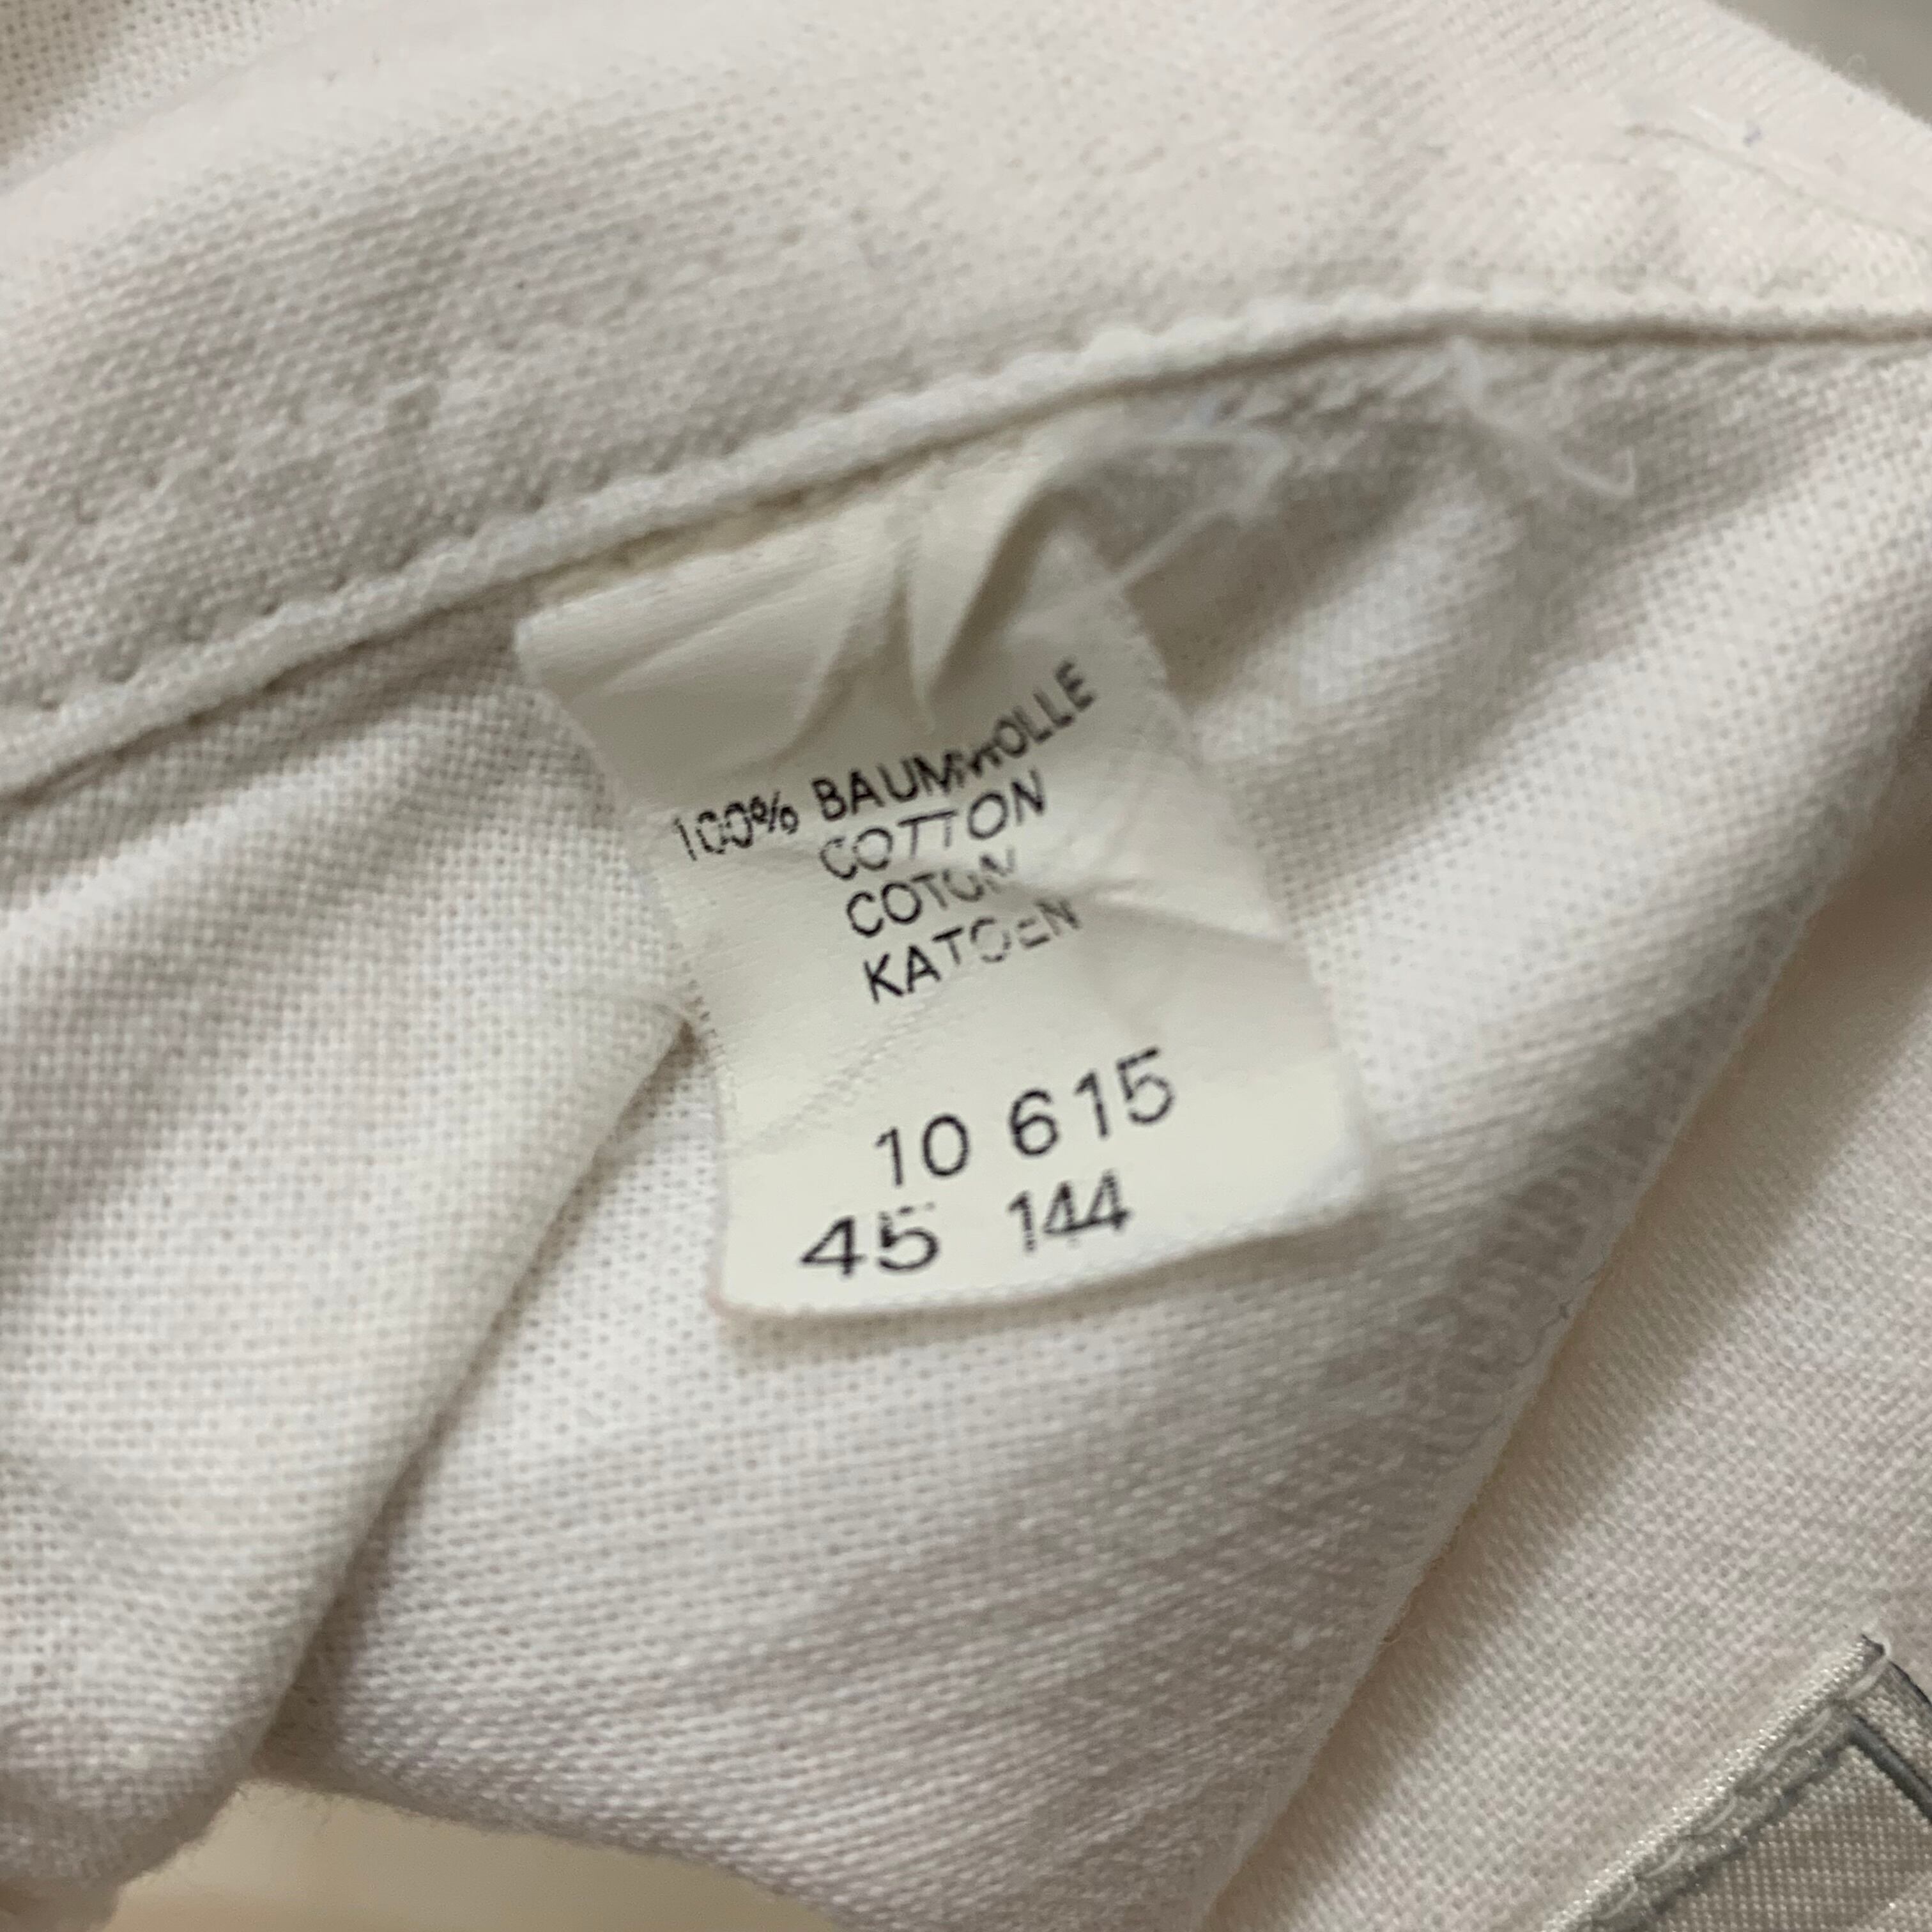 100% BAUMWOLLE
COTTON
COTON
KATOEN
10 615
45 144